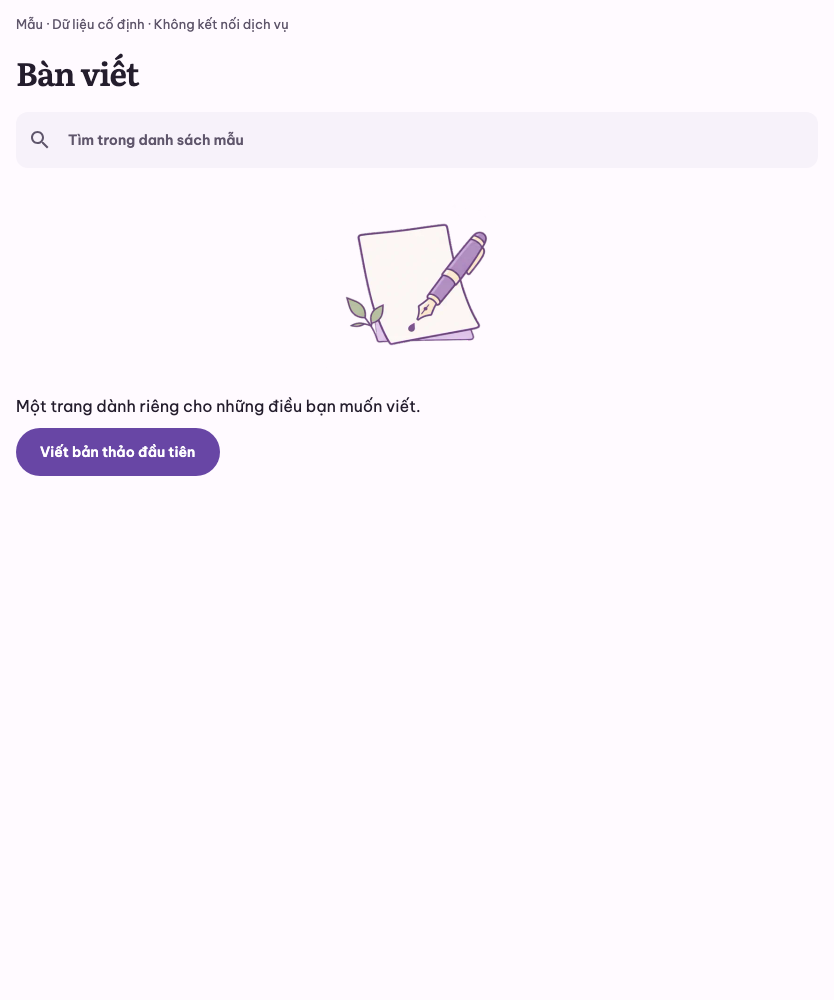 Mẫu · Dữ liệu cố định · Không kết nối dịch vụ
Bàn viết
Tìm trong danh sách mẫu
Một trang dành riêng cho những điều bạn muốn viết.
Viết bản thảo đầu tiên